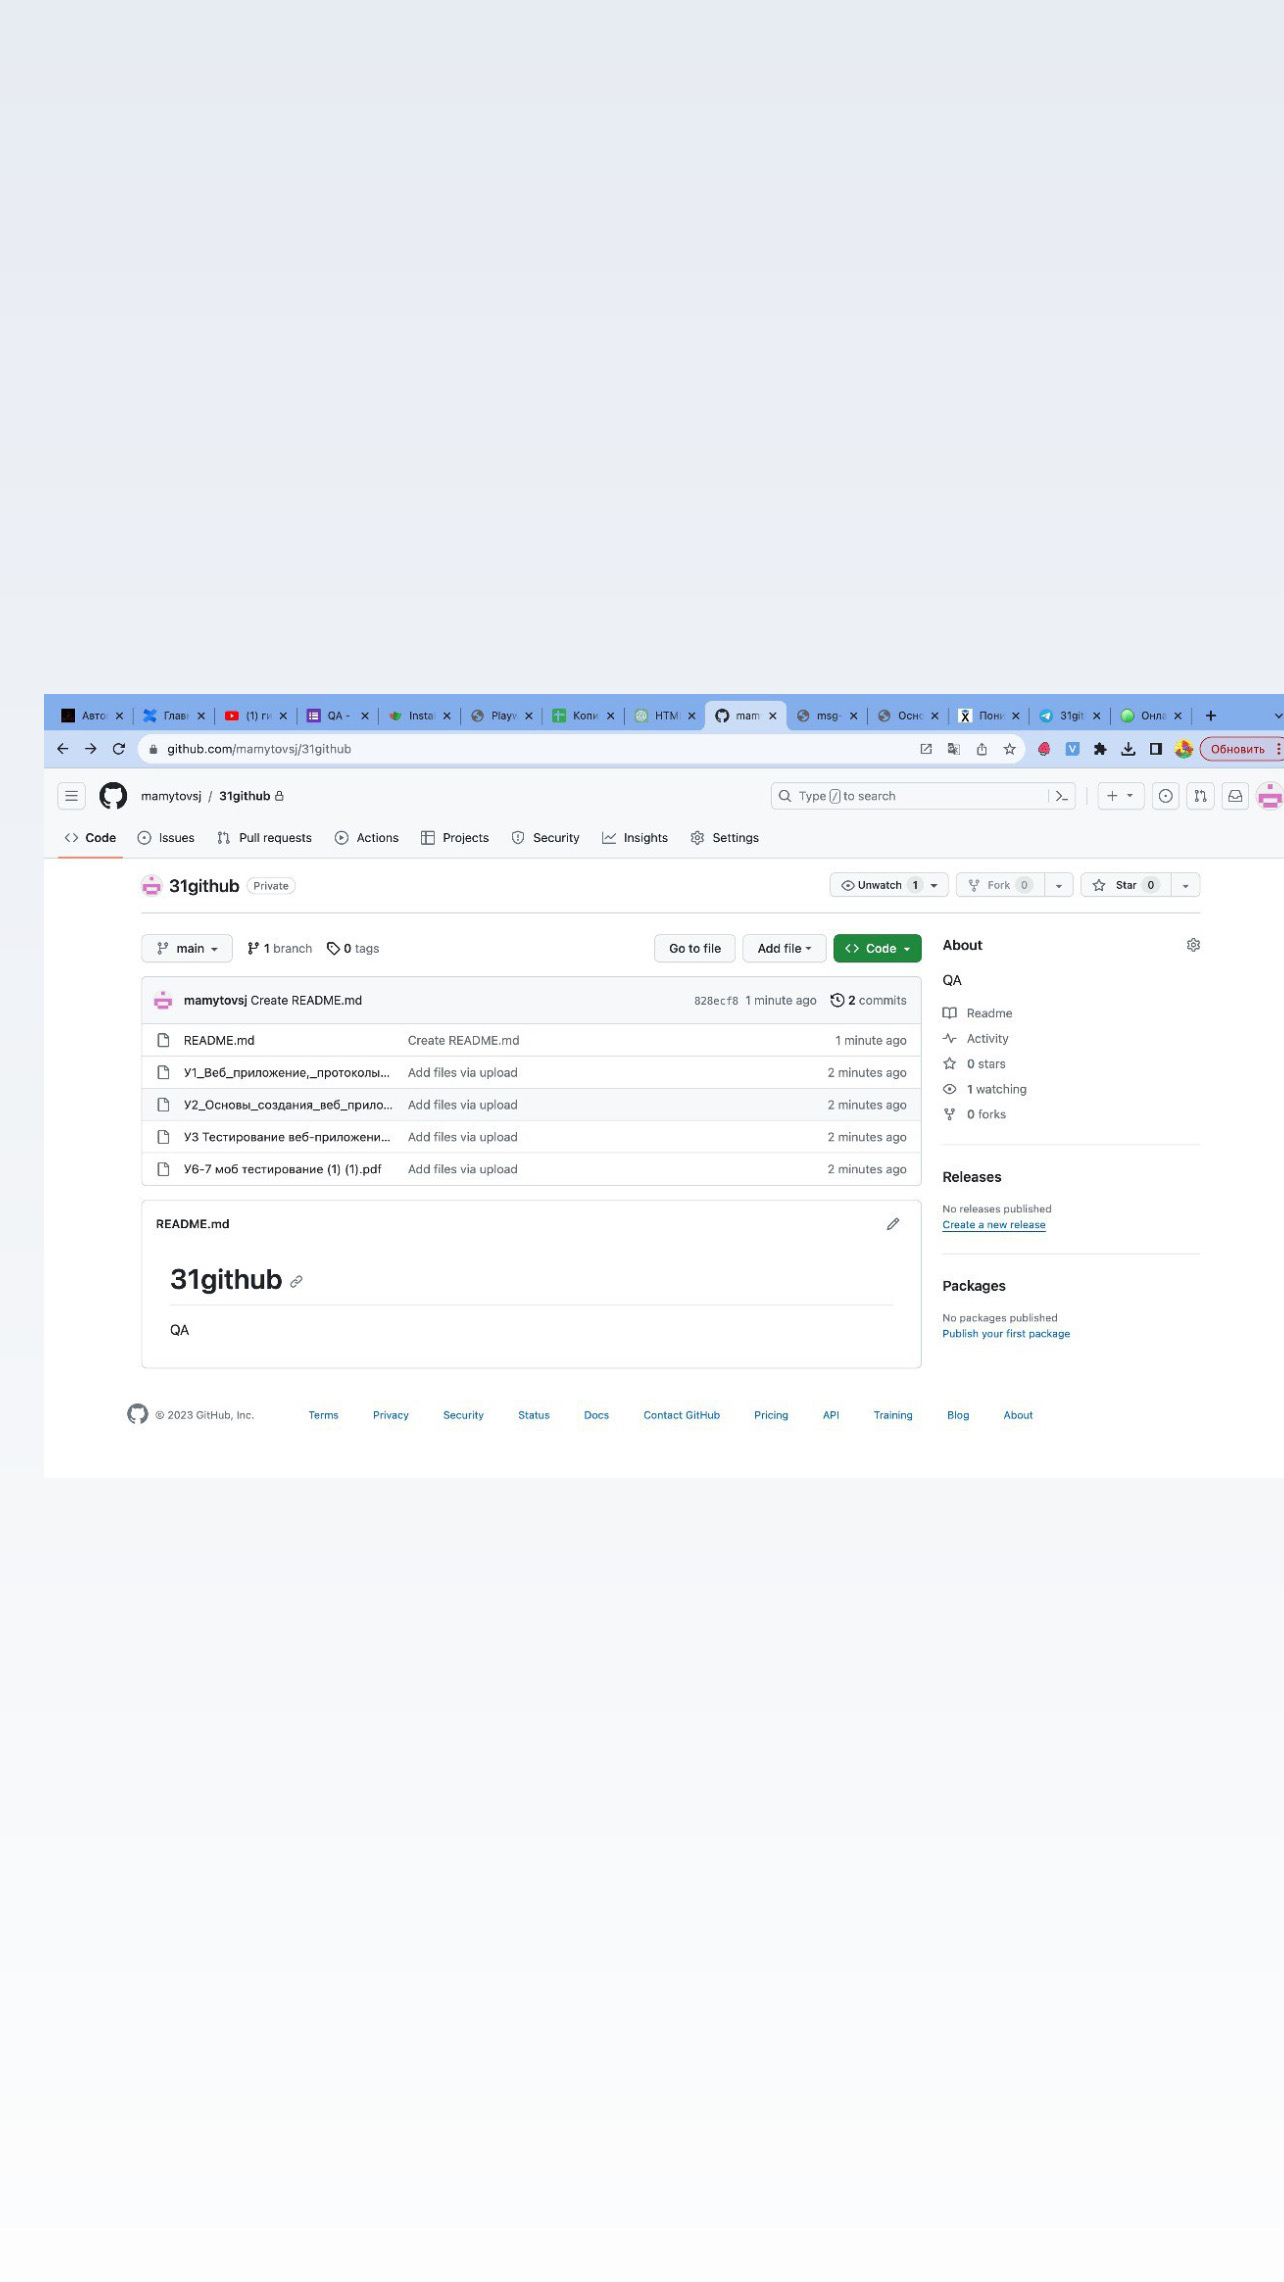 Авто
Глав
(1) ги
QA -
Insta
Playw
Копи
HTM
mam
msg-
Осно
Пони
31git
Онла
github.com/mamytovsj/31github
Обновить
mamytovsj / 31github
Type / to search
Code Issues Pull requests Actions Projects Security Insights Settings
31github Private
Unwatch 1 Fork 0 Star 0
main 1 branch 0 tags Go to file Add file Code
mamytovsj Create README.md 828ecf8 1 minute ago 2 commits
README.md Create README.md 1 minute ago
У1_Веб_приложение,_протоколы... Add files via upload 2 minutes ago
У2_Основы_создания_веб_прило... Add files via upload 2 minutes ago
У3 Тестирование веб-приложени... Add files via upload 2 minutes ago
У6-7 моб тестирование (1) (1).pdf Add files via upload 2 minutes ago
README.md
31github
QA
About
QA
Readme
Activity
0 stars
1 watching
0 forks
Releases
No releases published
Create a new release
Packages
No packages published
Publish your first package
© 2023 GitHub, Inc. Terms Privacy Security Status Docs Contact GitHub Pricing API Training Blog About